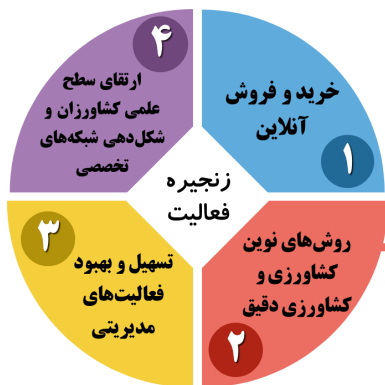 خرید و فروش
آنلاین
۱
روش‌های نوین
کشاورزی و
کشاورزی دقیق
۲
تسهیل و بهبود
فعالیت‌های
مدیریتی
۳
ارتقای سطح
علمی کشاورزان و
شکل‌دهی شبکه‌های
تخصصی
۴
زنجیره
فعالیت